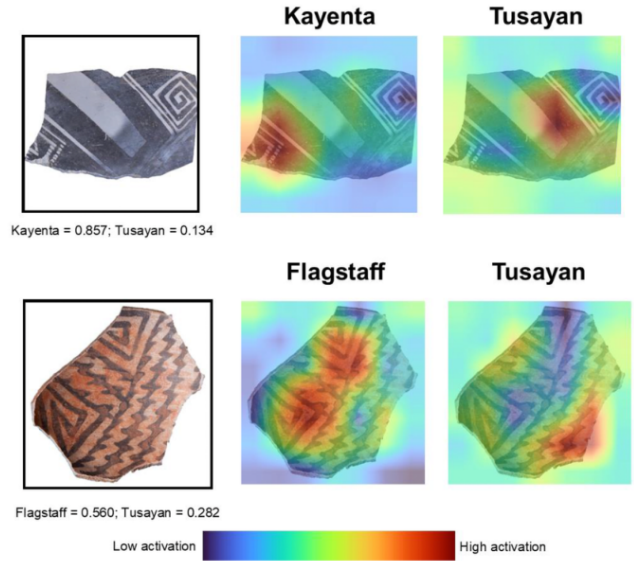 Kayenta Tusayan
Kayenta = 0.857; Tusayan = 0.134
Flagstaff Tusayan
Flagstaff = 0.560; Tusayan = 0.282
Low activation High activation